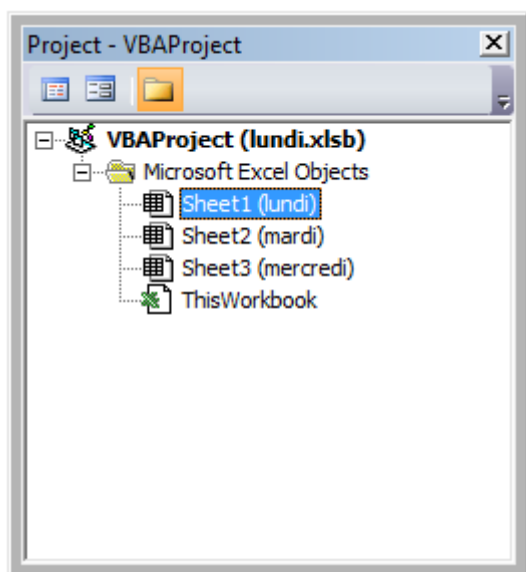 Project - VBAProject
VBAProject (lundi.xlsb)
Microsoft Excel Objects
Sheet1 (lundi)
Sheet2 (mardi)
Sheet3 (mercredi)
ThisWorkbook